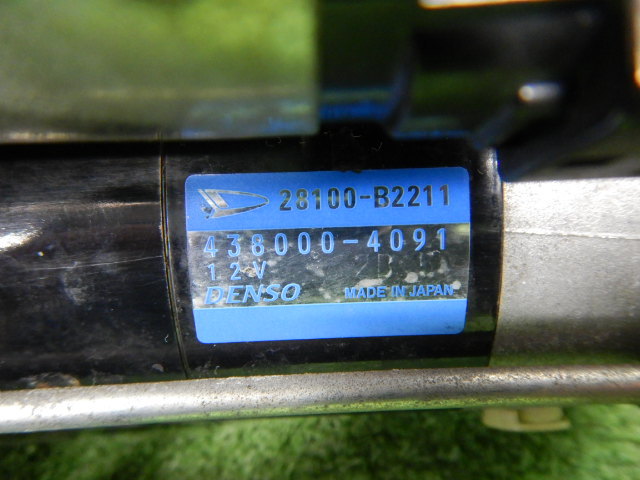 28100-B2211
438000-4091
12V
DENSO MADE IN JAPAN